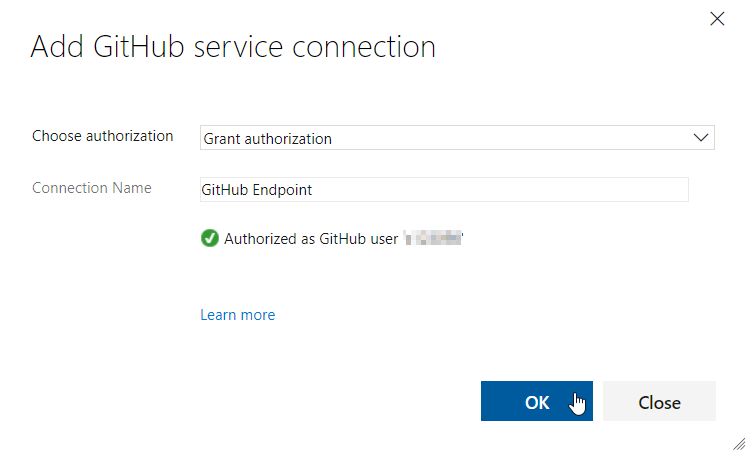 Add GitHub service connection
Choose authorization Grant authorization
Connection Name GitHub Endpoint
Authorized as GitHub user ' '
Learn more
OK Close